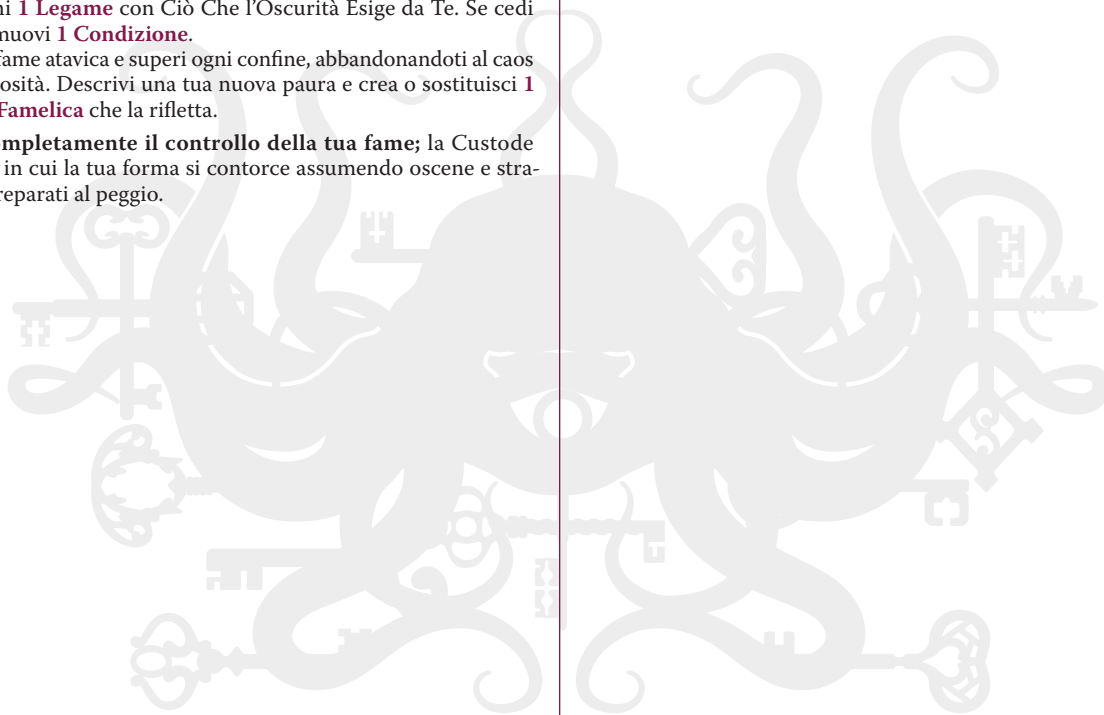 ni 1 Legame con Ciò Che l’Oscurità Esige da Te. Se cedi
muovi 1 Condizione.
fame atavica e superi ogni confine, abbandonandoti al caos
osità. Descrivi una tua nuova paura e crea o sostituisci 1
Famelica che la rifletta.
ompletamente il controllo della tua fame; la Custode
in cui la tua forma si contorce assumendo oscene e stra-
reparati al peggio.